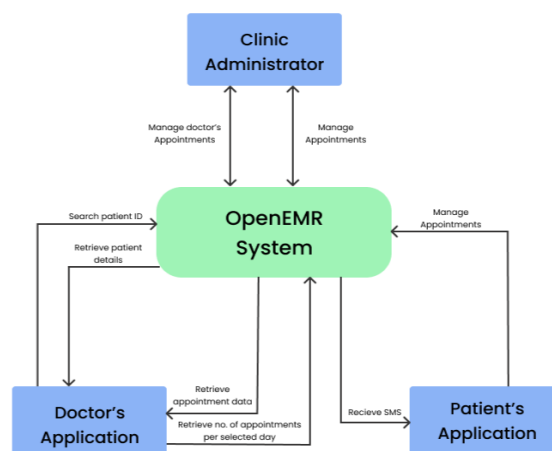 Clinic
Administrator
Manage doctor's
Appointments
Manage
Appointments
Search patient ID
OpenEMR
System
Manage
Appointments
Retrieve patient
details
Retrieve
appointment data
Doctor's
Application
Retrieve no. of appointments
per selected day
Recieve SMS
Patient's
Application